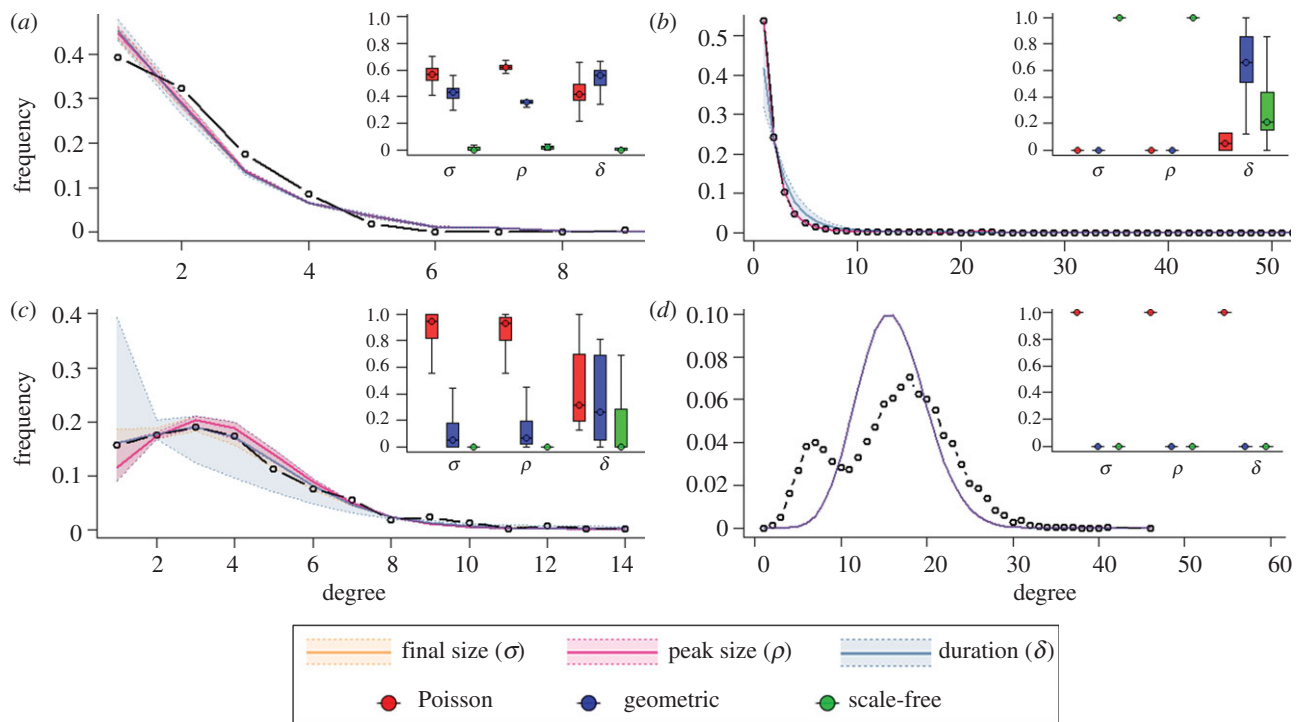 (a)
frequency
0.4
0.3
0.2
0.1
0
2 4 6 8
1.0
0.8
0.6
0.4
0.2
0
σ ρ δ
(b)
0.5
0.4
0.3
0.2
0.1
0
0 10 20 30 40 50
1.0
0.8
0.6
0.4
0.2
0
σ ρ δ
(c)
frequency
0.4
0.3
0.2
0.1
0
2 4 6 8 10 12 14
degree
1.0
0.8
0.6
0.4
0.2
0
σ ρ δ
(d)
0.10
0.08
0.06
0.04
0.02
0
0 10 20 30 40 50 60
degree
1.0
0.8
0.6
0.4
0.2
0
σ ρ δ
final size (σ) peak size (ρ) duration (δ)
Poisson geometric scale-free